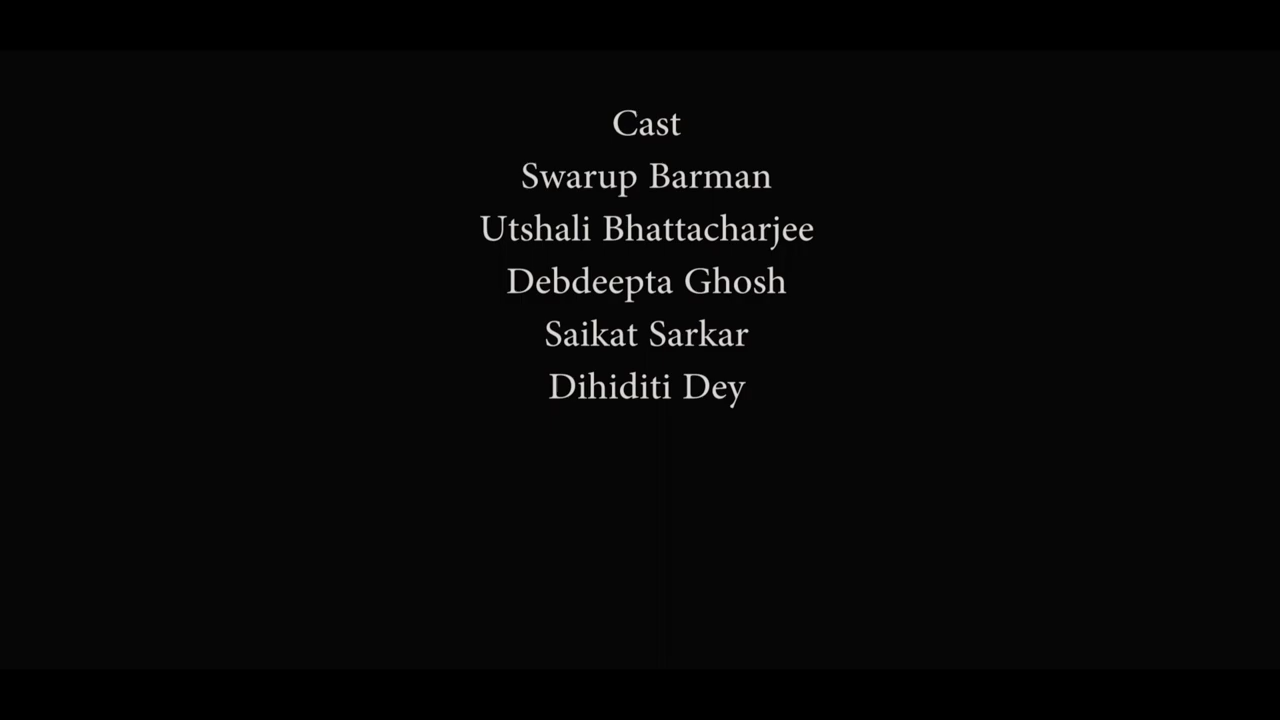 Cast
Swarup Barman
Utshali Bhattacharjee
Debdeepta Ghosh
Saikat Sarkar
Dihiditi Dey